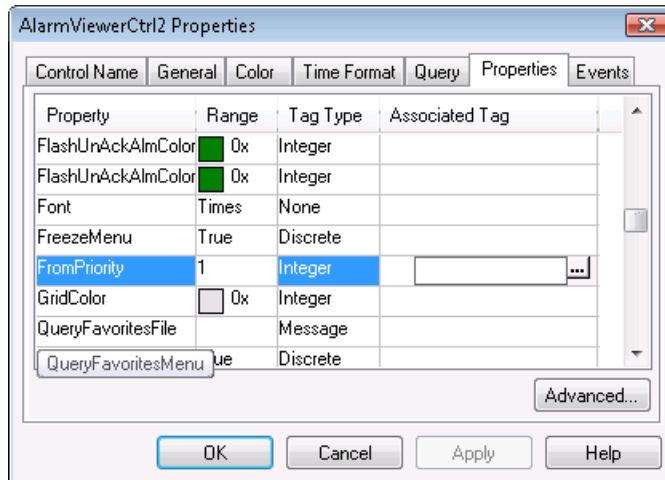 AlarmViewerCtrl2 Properties
Control Name General Color Time Format Query Properties Events
Property Range Tag Type Associated Tag
FlashUnAckAlmColor 0x Integer
FlashUnAckAlmColor 0x Integer
Font Times None
FreezeMenu True Discrete
FromPriority 1 Integer ...
GridColor 0x Integer
QueryFavoritesFile Message
QueryFavoritesMenu ue Discrete
Advanced...
OK Cancel Apply Help